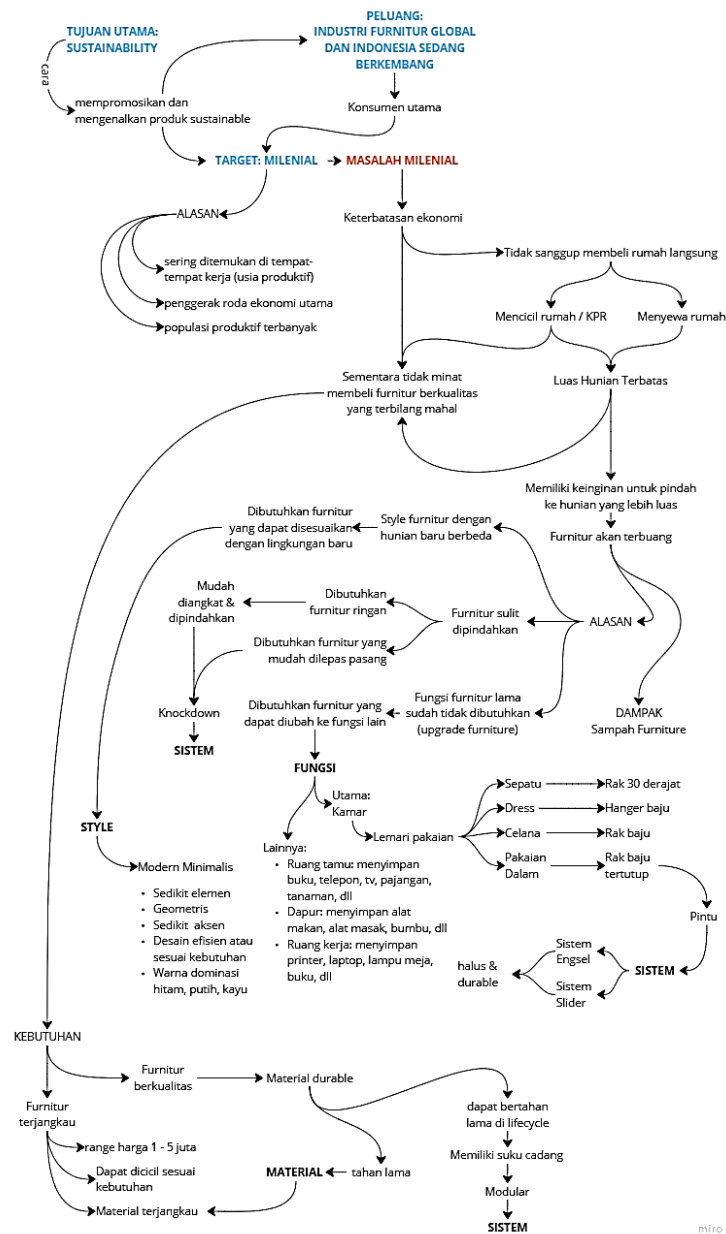 TUJUAN UTAMA:
SUSTAINABILITY
PELUANG:
INDUSTRI FURNITUR GLOBAL
DAN INDONESIA SEDANG
BERKEMBANG
cara
mempromosikan dan
mengenalkan produk sustainable
Konsumen utama
TARGET: MILENIAL
MASALAH MILENIAL
ALASAN
Keterbatasan ekonomi
sering ditemukan di tempat-
tempat kerja (usia produktif)
penggerak roda ekonomi utama
populasi produktif terbanyak
Tidak sanggup membeli rumah langsung
Mencicil rumah / KPR
Menyewa rumah
Sementara tidak minat
membeli furnitur berkualitas
yang terbilang mahal
Luas Hunian Terbatas
Memiliki keinginan untuk pindah
ke hunian yang lebih luas
Furnitur akan terbuang
Dibutuhkan furnitur
yang dapat disesuaikan
dengan lingkungan baru
Style furnitur dengan
hunian baru berbeda
Mudah
diangkat &
dipindahkan
Dibutuhkan
furnitur ringan
Furnitur sulit
dipindahkan
ALASAN
Dibutuhkan furnitur yang
mudah dilepas pasang
Knockdown
SISTEM
Dibutuhkan furnitur yang
dapat diubah ke fungsi lain
Fungsi furnitur lama
sudah tidak dibutuhkan
(upgrade furniture)
DAMPAK
Sampah Furniture
FUNGSI
Utama:
Kamar
Lemari pakaian
Sepatu
Rak 30 derajat
Dress
Hanger baju
Celana
Rak baju
Pakaian
Dalam
Rak baju
tertutup
STYLE
Modern Minimalis
• Sedikit elemen
• Geometris
• Sedikit aksen
• Desain efisien atau
sesuai kebutuhan
• Warna dominasi
hitam, putih, kayu
Lainnya:
• Ruang tamu: menyimpan
buku, telepon, tv, pajangan,
tanaman, dll
• Dapur: menyimpan alat
makan, alat masak, bumbu, dll
• Ruang kerja: menyimpan
printer, laptop, lampu meja,
buku, dll
Pintu
SISTEM
Sistem
Engsel
Sistem
Slider
halus &
durable
KEBUTUHAN
Furnitur
berkualitas
Material durable
Furnitur
terjangkau
dapat bertahan
lama di lifecycle
range harga 1 - 5 juta
Memiliki suku cadang
Dapat dicicil sesuai
kebutuhan
MATERIAL
tahan lama
Modular
Material terjangkau
SISTEM
miro